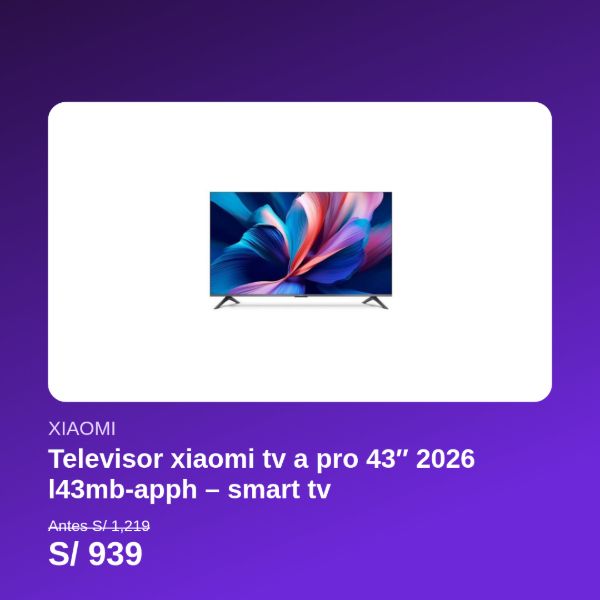 XIAOMI
Televisor xiaomi tv a pro 43″ 2026
l43mb-apph – smart tv
Antes S/ 1,219
S/ 939